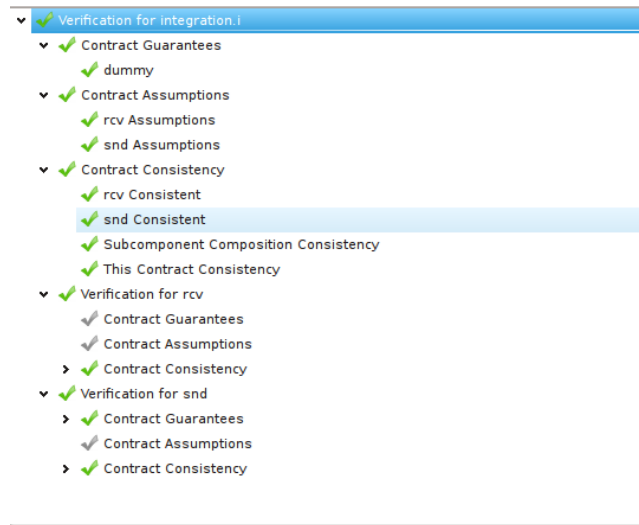 Verification for integration.i
Contract Guarantees
dummy
Contract Assumptions
rcv Assumptions
snd Assumptions
Contract Consistency
rcv Consistent
snd Consistent
Subcomponent Composition Consistency
This Contract Consistency
Verification for rcv
Contract Guarantees
Contract Assumptions
Contract Consistency
Verification for snd
Contract Guarantees
Contract Assumptions
Contract Consistency